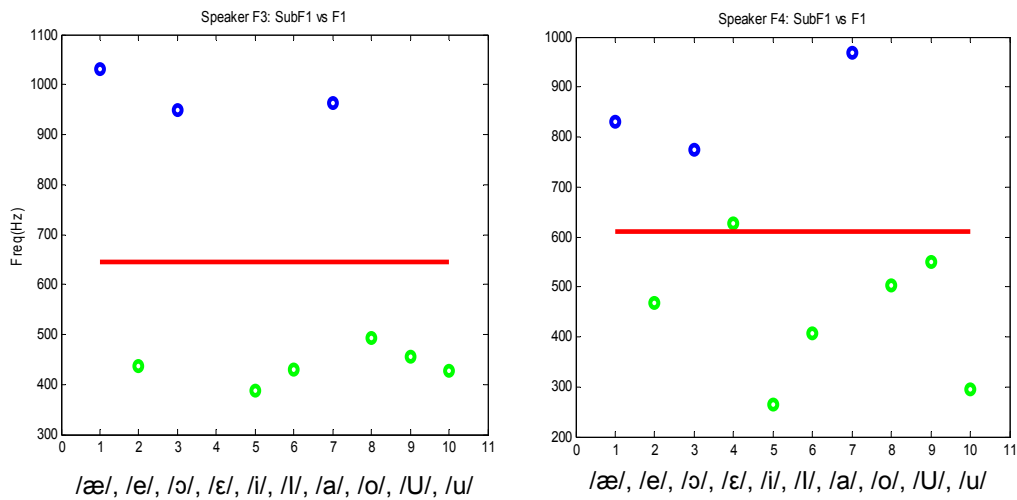 Speaker F3: SubF1 vs F1
1100
1000
900
800
700
600
500
400
300
Freq(Hz)
0 1 2 3 4 5 6 7 8 9 10 11
/æ/, /e/, /ɔ/, /ɛ/, /i/, /I/, /a/, /o/, /U/, /u/
Speaker F4: SubF1 vs F1
1000
900
800
700
600
500
400
300
200
0 1 2 3 4 5 6 7 8 9 10 11
/æ/, /e/, /ɔ/, /ɛ/, /i/, /I/, /a/, /o/, /U/, /u/